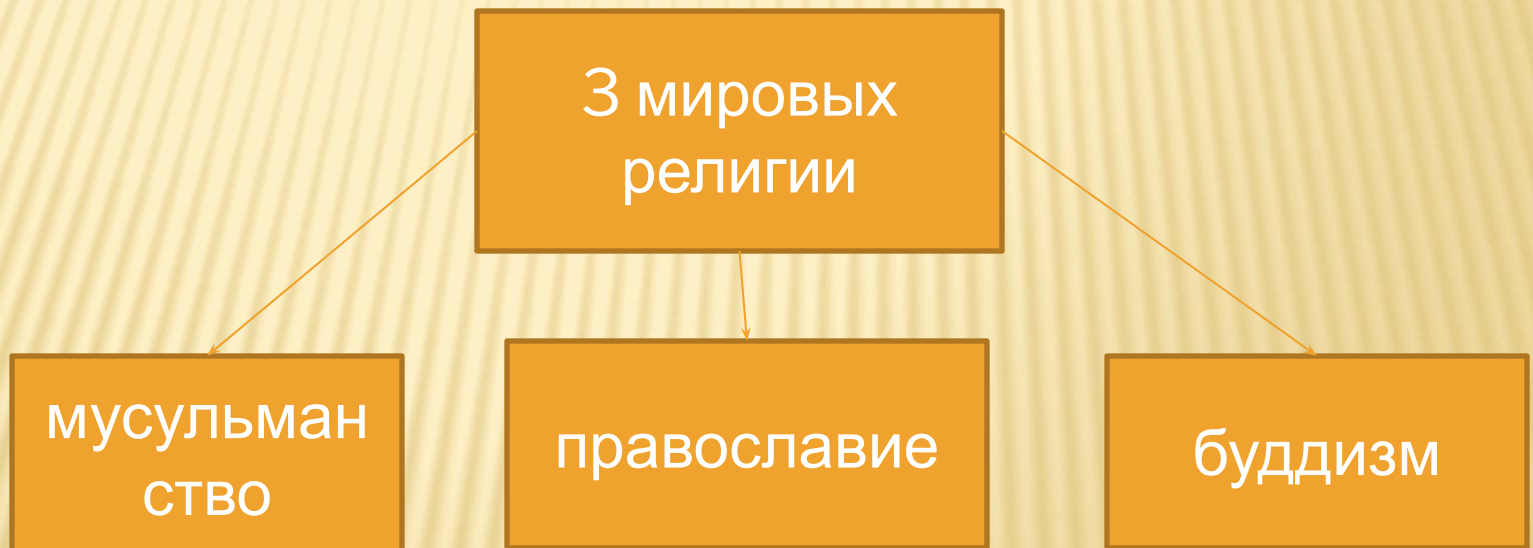 3 мировых
религии
мусульман
ство
православие
буддизм